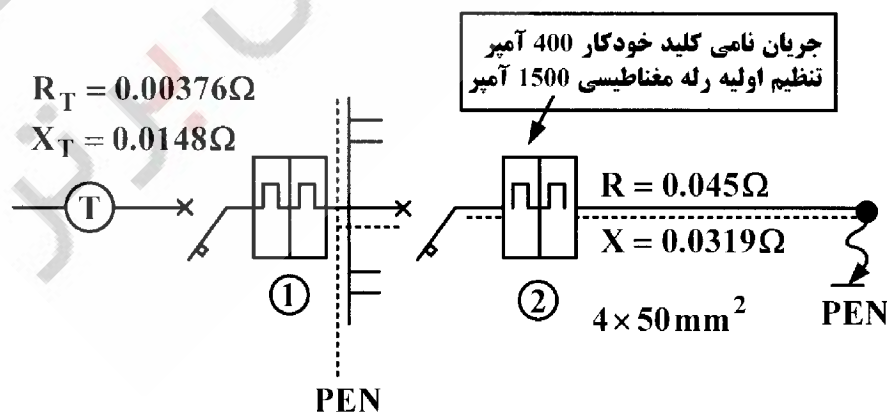 جریان نامی کلید خودکار 400 آمپر
تنظیم اولیه رله مغناطیسی 1500 آمپر
R_T = 0.00376Ω
X_T = 0.0148Ω
T
R = 0.045Ω
X = 0.0319Ω
①
②
4×50mm²
PEN
PEN